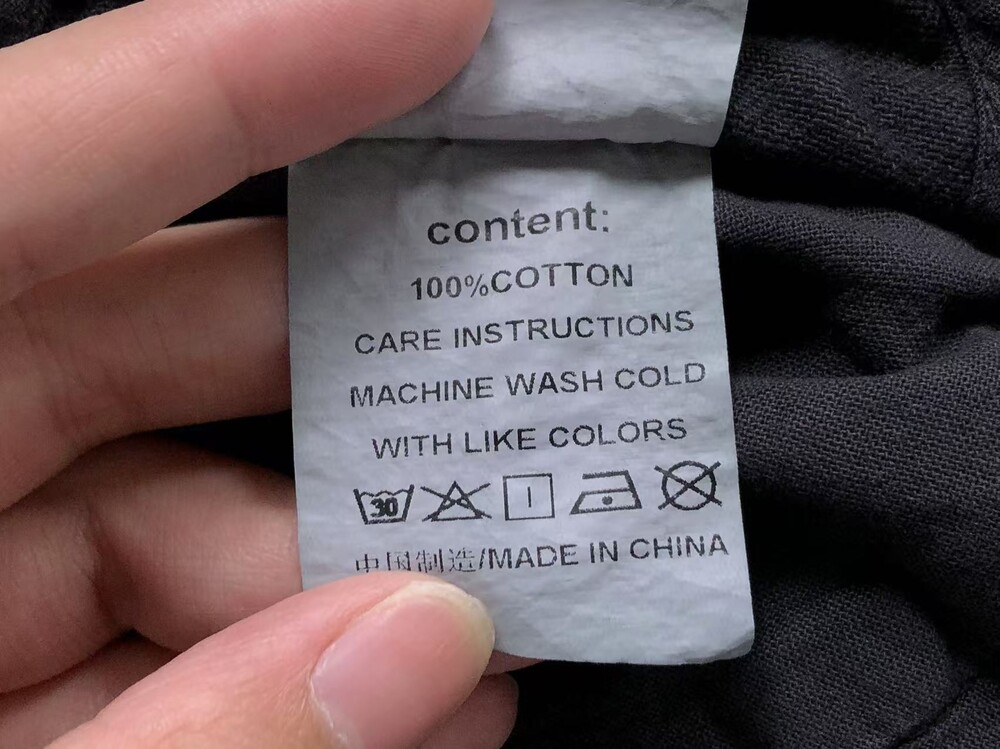 content:
100%COTTON
CARE INSTRUCTIONS
MACHINE WASH COLD
WITH LIKE COLORS
30
中国制造/MADE IN CHINA